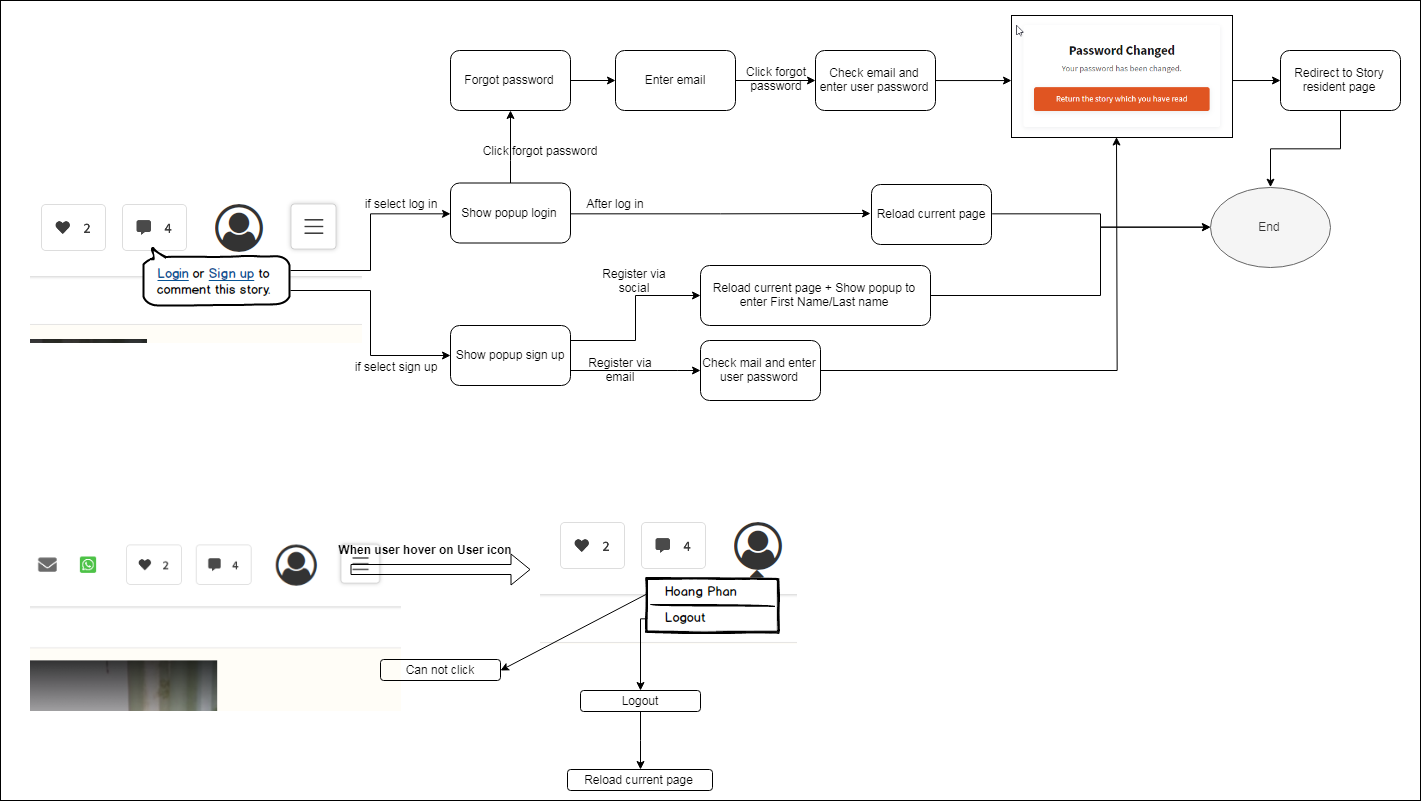 Forgot password
Enter email
Click forgot
password
Check email and
enter user password
Password Changed
Your password has been changed.
Return the story which you have read
Redirect to Story
resident page
Click forgot password
2
4
Login or Sign up to
comment this story.
if select log in
Show popup login
After log in
Reload current page
End
Register via
social
Reload current page + Show popup to
enter First Name/Last name
if select sign up
Show popup sign up
Register via
email
Check mail and enter
user password
2
4
When user hover on User icon
2
4
Hoang Phan
Logout
Can not click
Logout
Reload current page